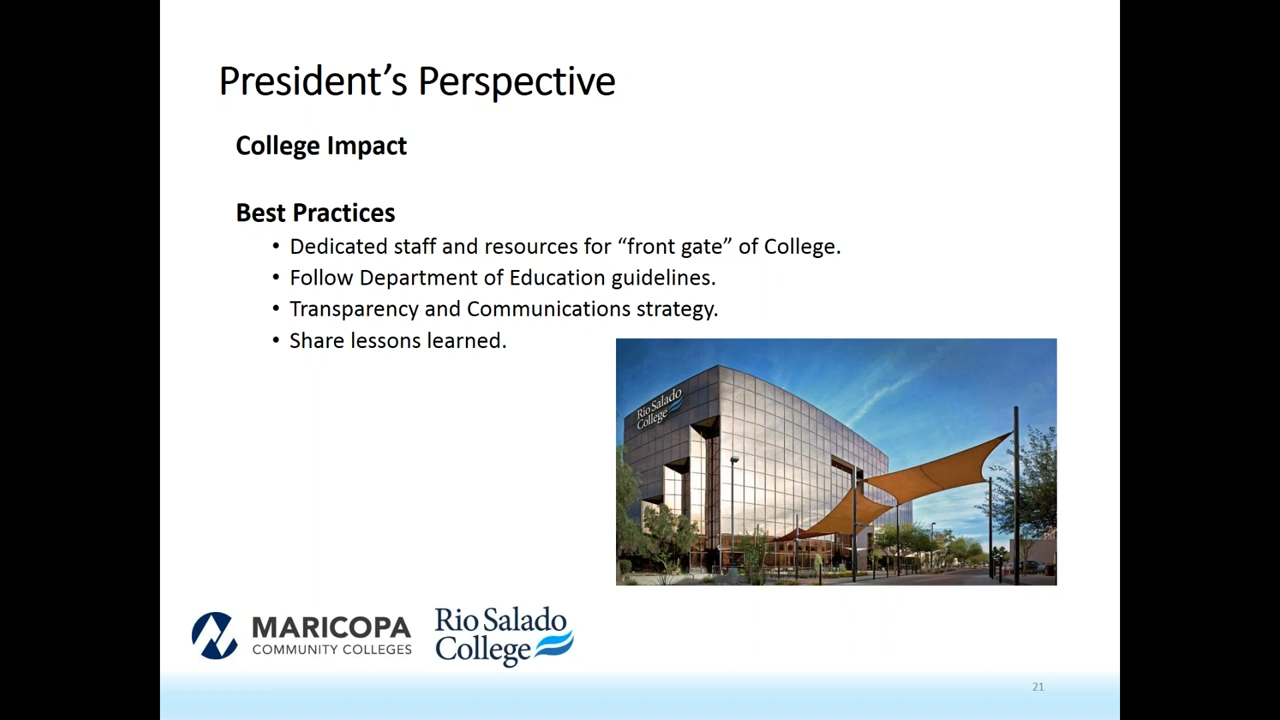 President’s Perspective
College Impact
Best Practices
• Dedicated staff and resources for “front gate” of College.
• Follow Department of Education guidelines.
• Transparency and Communications strategy.
• Share lessons learned.
Rio Salado
College
MARICOPA
COMMUNITY COLLEGES
Rio Salado
College
21